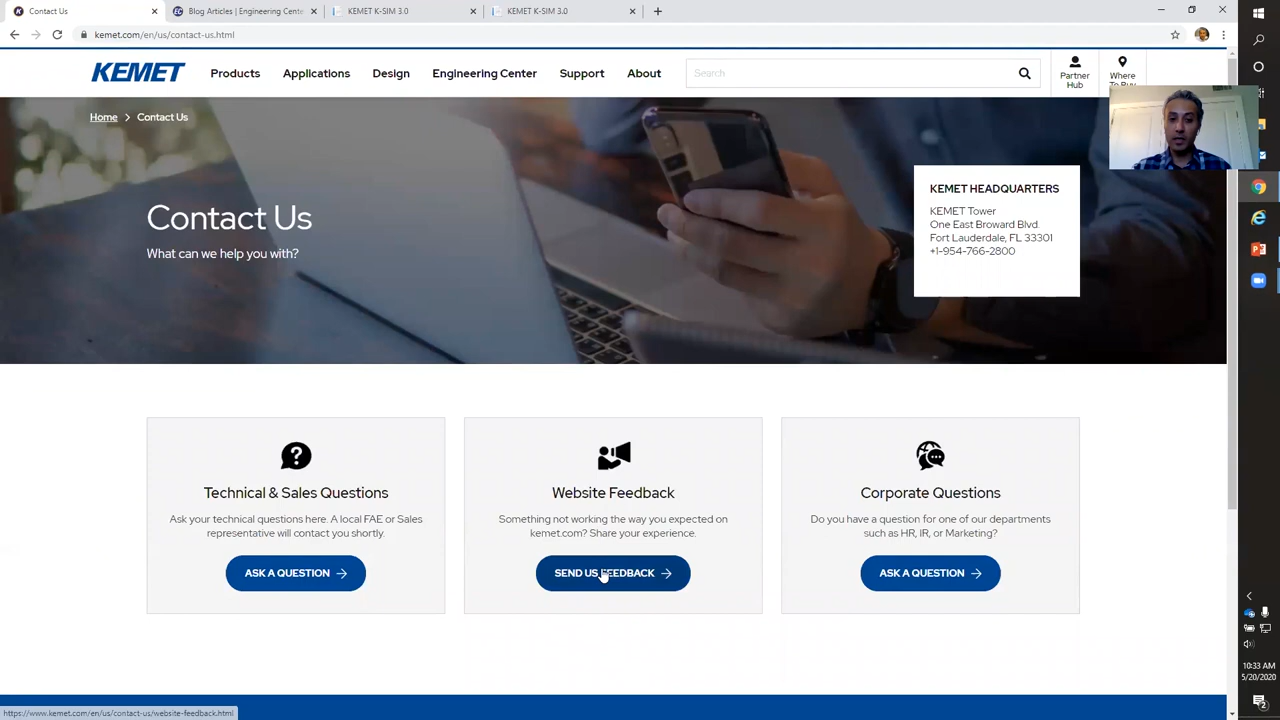 Contact Us
Blog Articles | Engineering Cente
KEMET K-SIM 3.0
KEMET K-SIM 3.0
kemet.com/en/us/contact-us.html
KEMET
Products
Applications
Design
Engineering Center
Support
About
Search
Partner
Hub
Where
To Buy
Home > Contact Us
Contact Us
What can we help you with?
KEMET HEADQUARTERS
KEMET Tower
One East Broward Blvd.
Fort Lauderdale, FL 33301
+1-954-766-2800
Technical & Sales Questions
Ask your technical questions here. A local FAE or Sales
representative will contact you shortly.
ASK A QUESTION
Website Feedback
Something not working the way you expected on
kemet.com? Share your experience.
SEND US FEEDBACK
Corporate Questions
Do you have a question for one of our departments
such as HR, IR, or Marketing?
ASK A QUESTION
https://www.kemet.com/en/us/contact-us/website-feedback.html
10:33 AM
5/20/2020